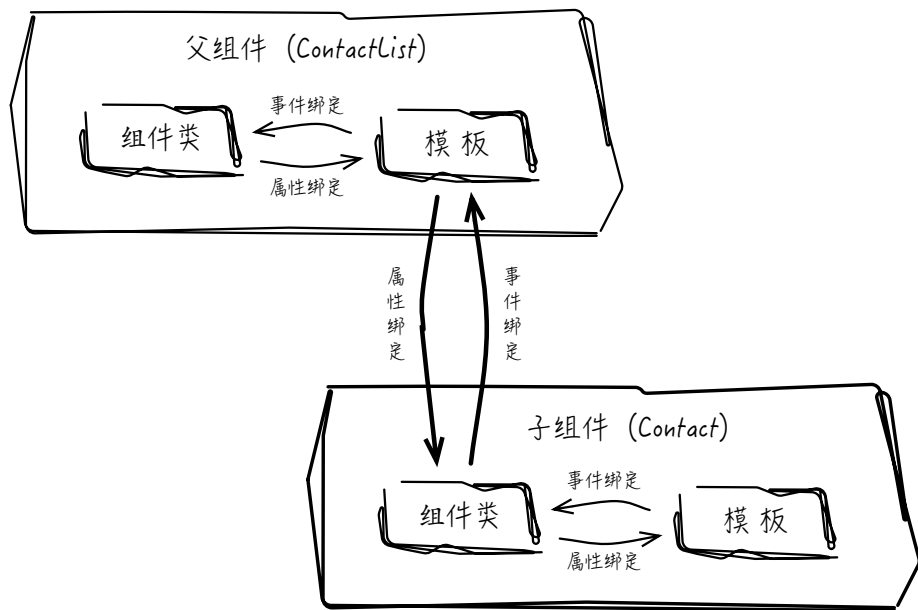 父组件 (ContactList)
事件绑定
组件类
模板
属性绑定
属性绑定
事件绑定
子组件 (Contact)
事件绑定
组件类
模板
属性绑定